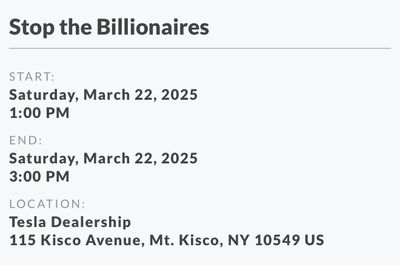 Stop the Billionaires
START:
Saturday, March 22, 2025
1:00 PM
END:
Saturday, March 22, 2025
3:00 PM
LOCATION:
Tesla Dealership
115 Kisco Avenue, Mt. Kisco, NY 10549 US